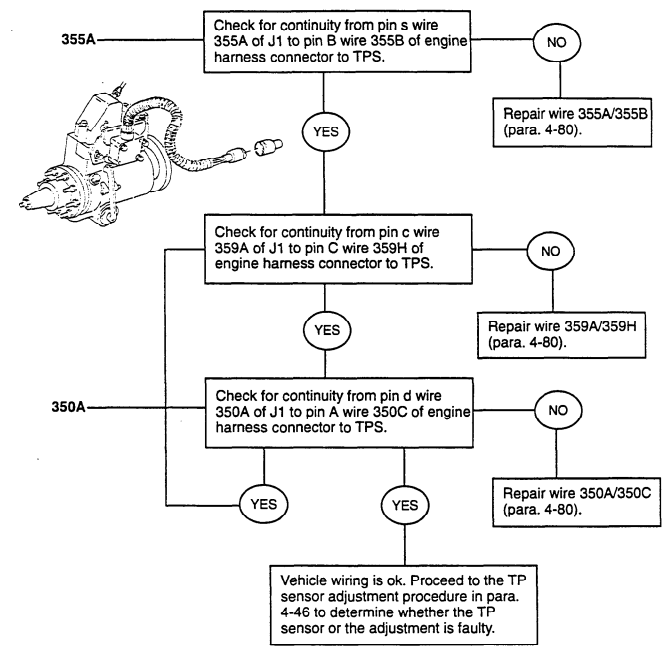 355A
Check for continuity from pin s wire
355A of J1 to pin B wire 355B of engine
harness connector to TPS.
NO
Repair wire 355A/355B
(para. 4-80).
YES
Check for continuity from pin c wire
359A of J1 to pin C wire 359H of
engine harness connector to TPS.
NO
Repair wire 359A/359H
(para. 4-80).
YES
350A
Check for continuity from pin d wire
350A of J1 to pin A wire 350C of engine
harness connector to TPS.
NO
Repair wire 350A/350C
(para. 4-80).
YES
YES
Vehicle wiring is ok. Proceed to the TP
sensor adjustment procedure in para.
4-46 to determine whether the TP
sensor or the adjustment is faulty.